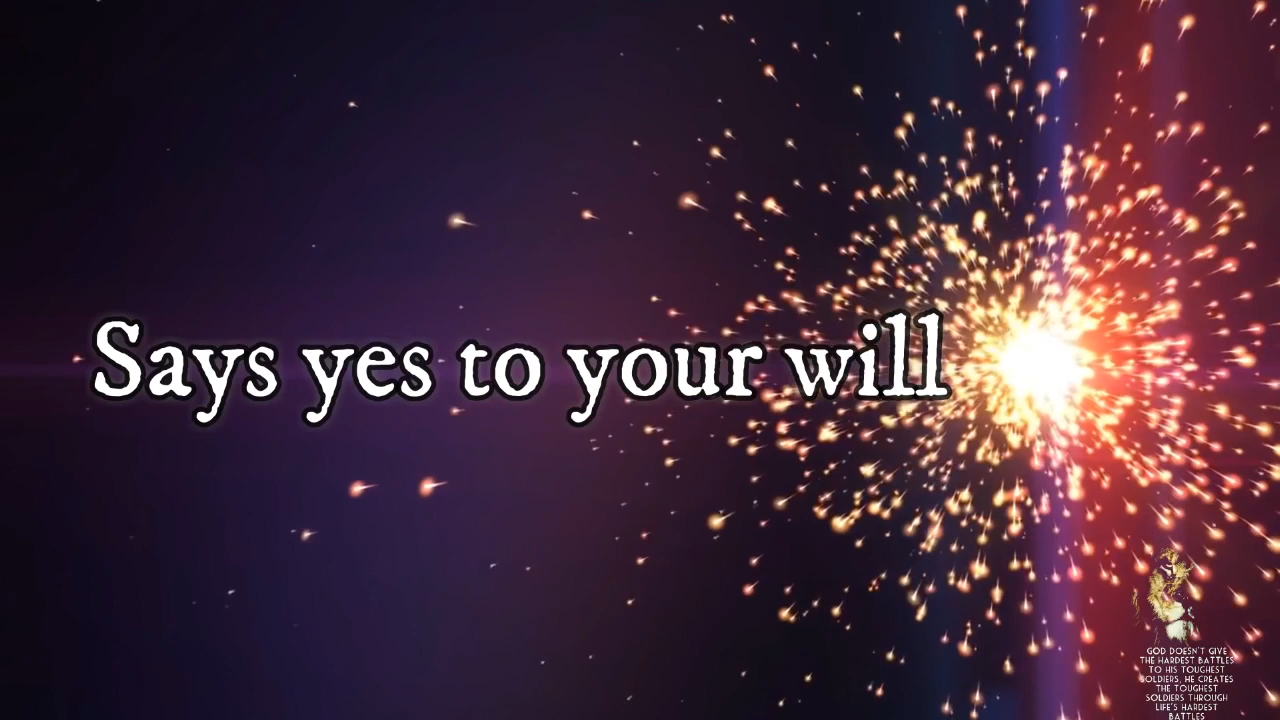 Says yes to your will
GOD DOESN'T GIVE
THE HARDEST BATTLES
TO HIS TOUGHEST
SOLDIERS, HE CREATES
THE TOUGHEST
SOLDIERS THROUGH
LIFE'S HARDEST
BATTLES